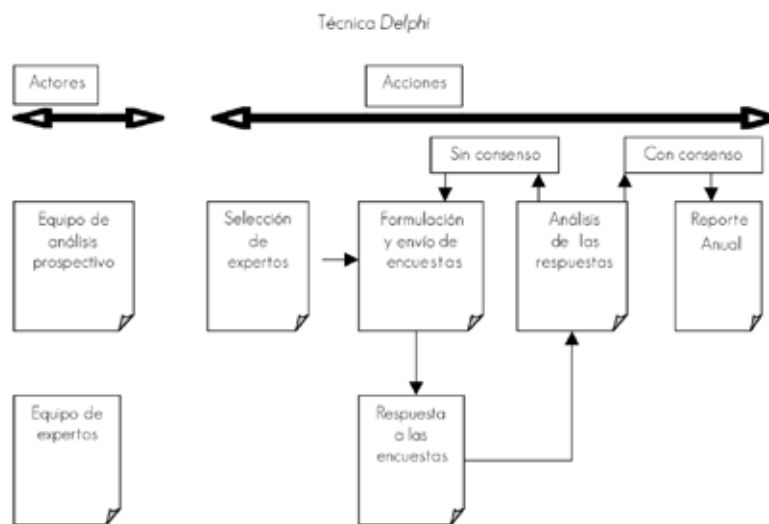 Técnica Delphi
Actores
Acciones
Sin consenso
Con consenso
Equipo de
análisis
prospectivo
Selección
de
expertos
Formulación
y envío de
encuestas
Análisis
de las
respuestas
Reporte
Anual
Equipo de
expertos
Respuesta
a las
encuestas